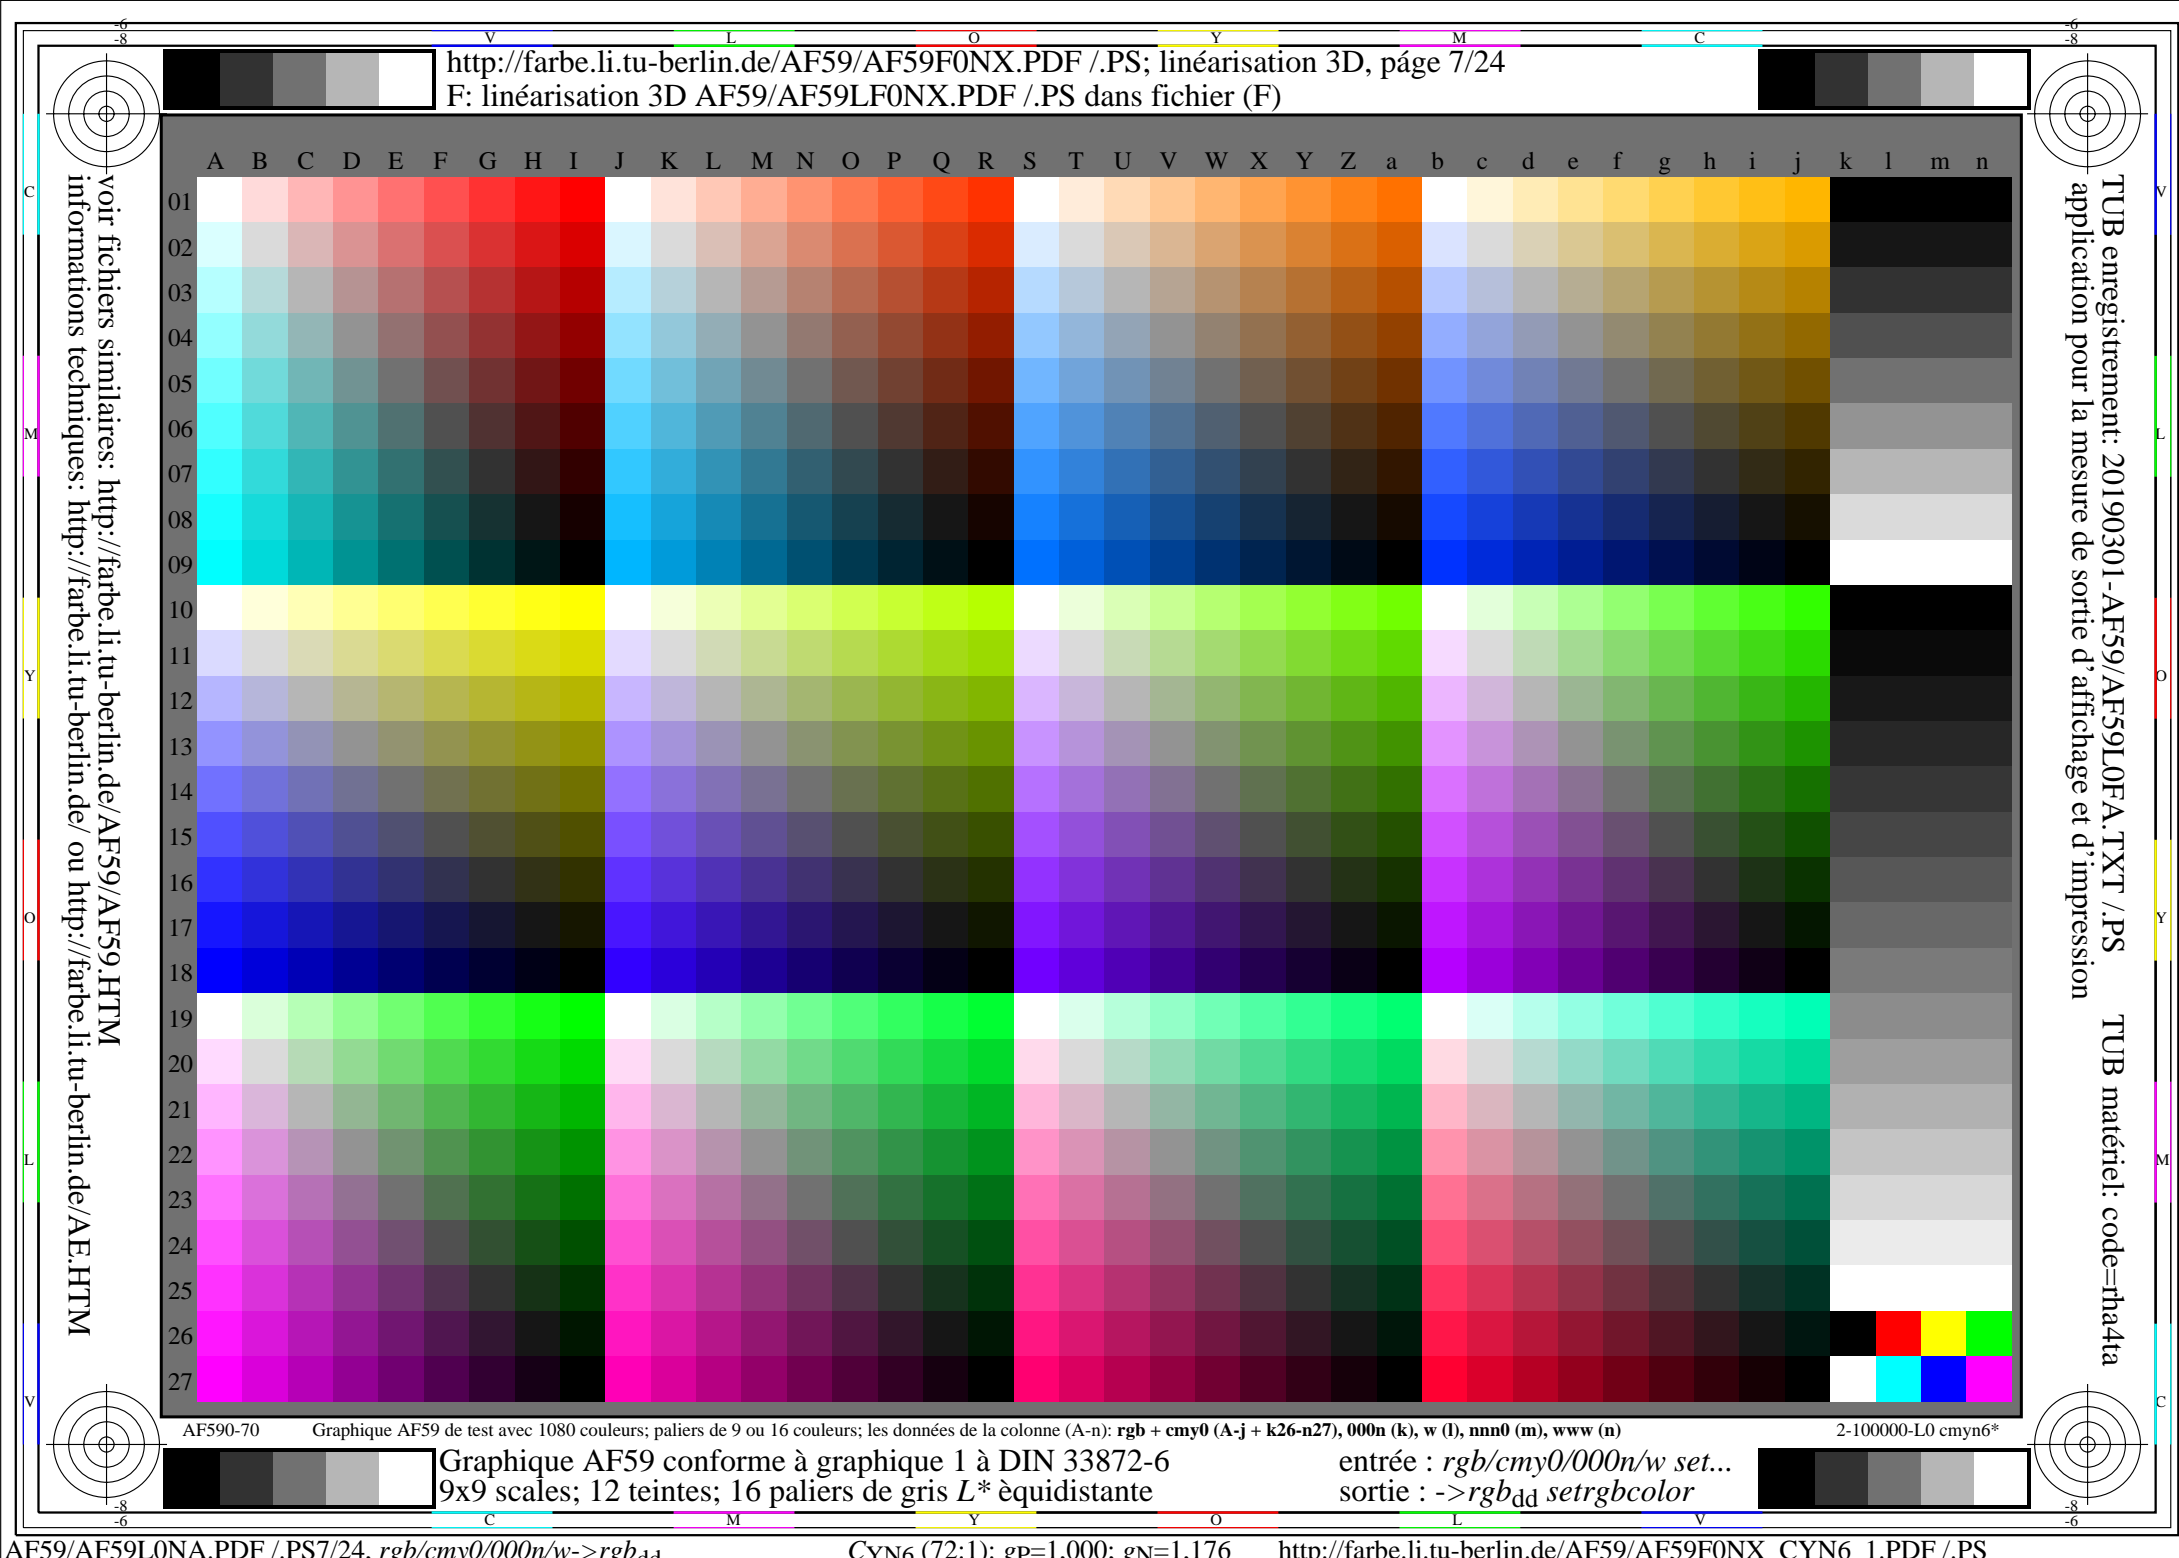 -6
-8
V
L
O
Y
M
C
-6
-8
http://farbe.li.tu-berlin.de/AF59/AF59F0NX.PDF /.PS; linéarisation 3D, páge 7/24
F: linéarisation 3D AF59/AF59LF0NX.PDF /.PS dans fichier (F)
A B C D E F G H I J K L M N O P Q R S T U V W X Y Z a b c d e f g h i j k l m n
01
02
03
04
05
06
07
08
09
10
11
12
13
14
15
16
17
18
19
20
21
22
23
24
25
26
27
C
M
Y
O
L
V
voir fichiers similaires: http://farbe.li.tu-berlin.de/AF59/AF59.HTM
informations techniques: http://farbe.li.tu-berlin.de/ ou http://farbe.li.tu-berlin.de/AE.HTM
TUB enregistrement: 20190301-AF59/AF59L0FA.TXT /.PS TUB matériel: code=rha4ta
application pour la mesure de sortie d'affichage et d'impression
V
L
O
Y
M
C
AF590-70 Graphique AF59 de test avec 1080 couleurs; paliers de 9 ou 16 couleurs; les données de la colonne (A-n): rgb + cmy0 (A-j + k26-n27), 000n (k), w (l), nnn0 (m), www (n) 2-100000-L0 cmyn6*
Graphique AF59 conforme à graphique 1 à DIN 33872-6
9x9 scales; 12 teintes; 16 paliers de gris L* èquidistante
entrée : rgb/cmy0/000n/w set...
sortie : ->rgbdd setrgbcolor
-8
-6
C
M
Y
O
L
V
-8
-6
AF59/AF59L0NA.PDF /.PS7/24, rgb/cmy0/000n/w->rgbdd CYN6 (72:1): gP=1.000; gN=1.176 http://farbe.li.tu-berlin.de/AF59/AF59F0NX_CYN6_1.PDF /.PS